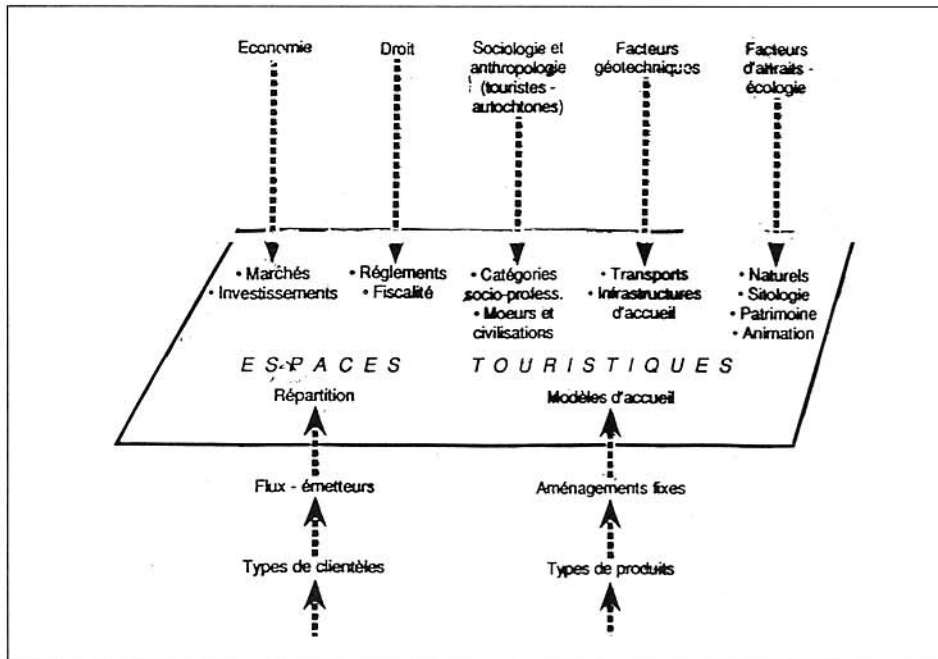 Economie
Droit
Sociologie et
anthropologie
(touristes -
autochtones)
Facteurs
géotechniques
Facteurs
d'attraits -
écologie
• Marchés
• Investissements
• Réglements
• Fiscalité
• Catégories
socio-profess.
• Moeurs et
civilisations
• Transports
• Infrastructures
d'accueil
• Naturels
• Sitologie
• Patrimoine
• Animation
ESPACES TOURISTIQUES
Répartition
Modèles d'accueil
Flux - émetteurs
Aménagements fixes
Types de clientèles
Types de produits